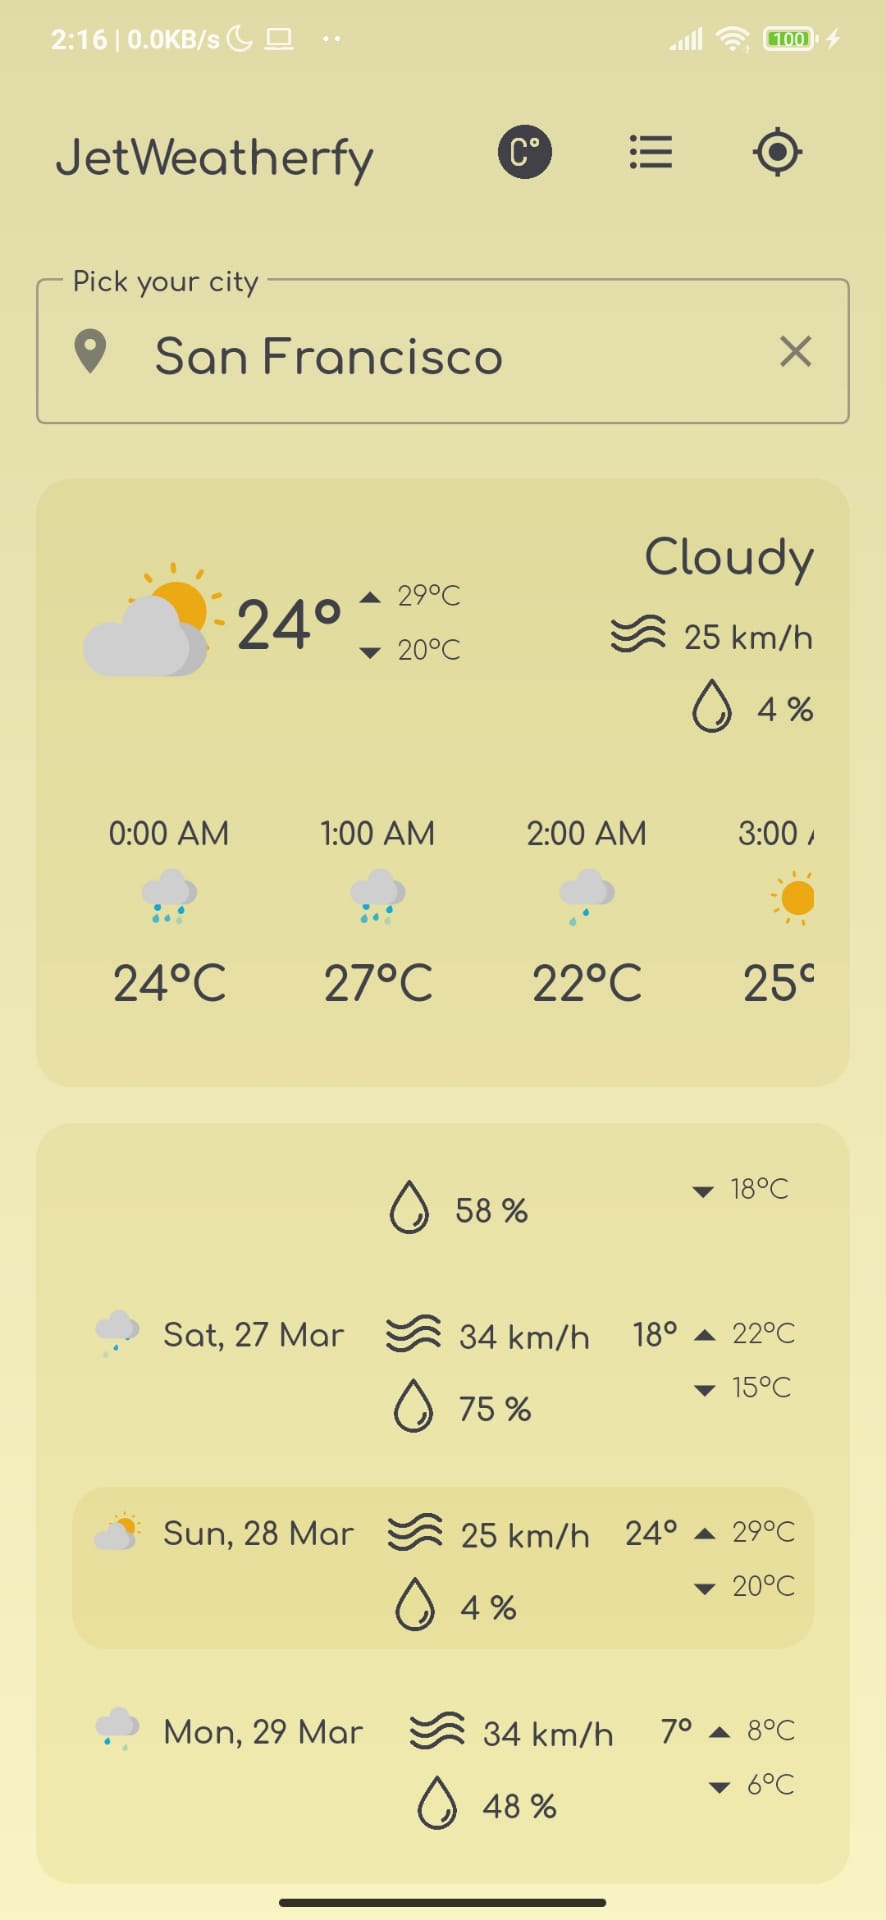 2:16 | 0.0KB/s 100
JetWeatherfy C°
Pick your city
San Francisco
Cloudy
24° 29°C
20°C
25 km/h
4 %
0:00 AM 1:00 AM 2:00 AM 3:00
24°C 27°C 22°C 25°
58 % 18°C
Sat, 27 Mar 34 km/h 18° 22°C
75 % 15°C
Sun, 28 Mar 25 km/h 24° 29°C
4 % 20°C
Mon, 29 Mar 34 km/h 7° 8°C
48 % 6°C